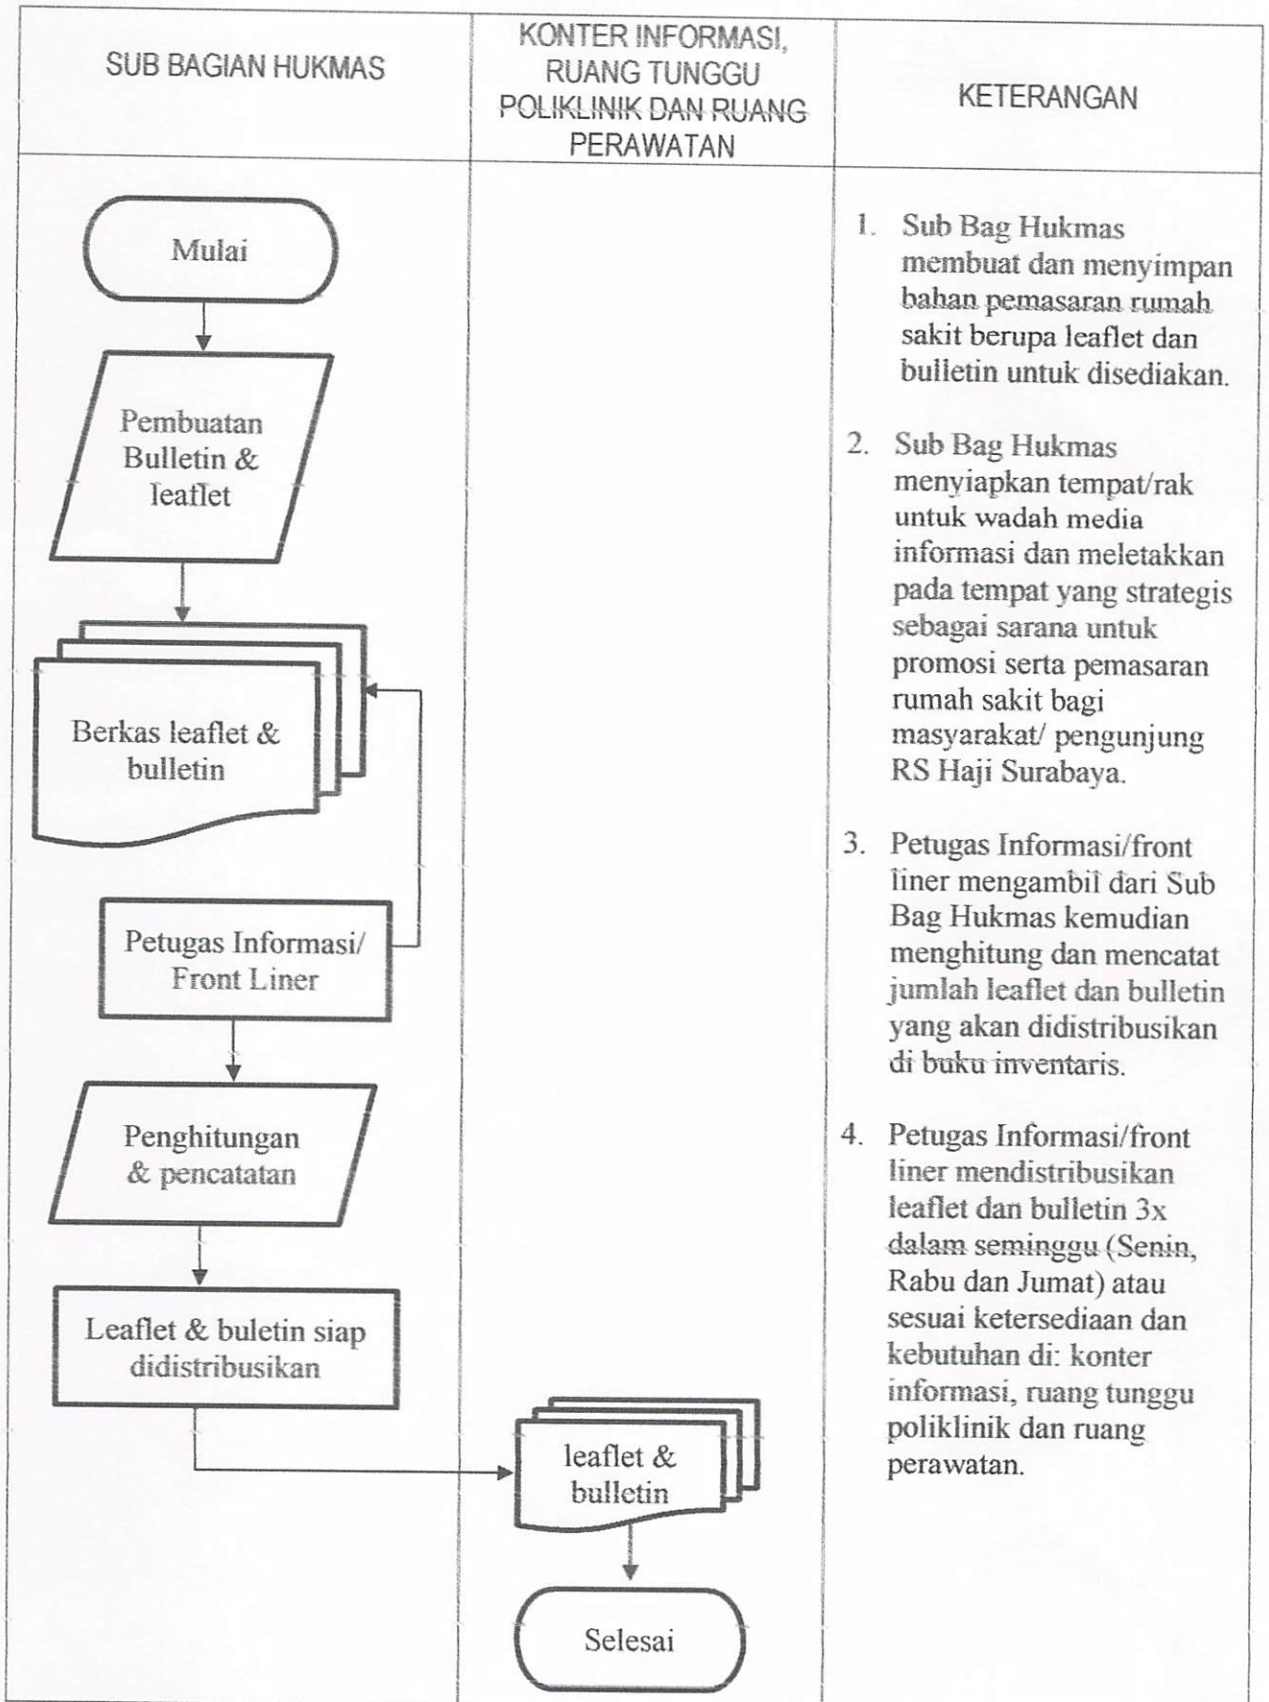 SUB BAGIAN HUKMAS
KONTER INFORMASI,
RUANG TUNGGU
POLIKLINIK DAN RUANG
PERAWATAN
KETERANGAN
Mulai
Pembuatan
Bulletin &
leaflet
Berkas leaflet &
bulletin
Petugas Informasi/
Front Liner
Penghitungan
& pencatatan
Leaflet & buletin siap
didistribusikan
leaflet &
bulletin
Selesai
1. Sub Bag Hukmas
membuat dan menyimpan
bahan pemasaran rumah
sakit berupa leaflet dan
bulletin untuk disediakan.
2. Sub Bag Hukmas
menyiapkan tempat/rak
untuk wadah media
informasi dan meletakkan
pada tempat yang strategis
sebagai sarana untuk
promosi serta pemasaran
rumah sakit bagi
masyarakat/ pengunjung
RS Haji Surabaya.
3. Petugas Informasi/front
liner mengambil dari Sub
Bag Hukmas kemudian
menghitung dan mencatat
jumlah leaflet dan bulletin
yang akan didistribusikan
di buku inventaris.
4. Petugas Informasi/front
liner mendistribusikan
leaflet dan bulletin 3x
dalam seminggu (Senin,
Rabu dan Jumat) atau
sesuai ketersediaan dan
kebutuhan di: konter
informasi, ruang tunggu
poliklinik dan ruang
perawatan.